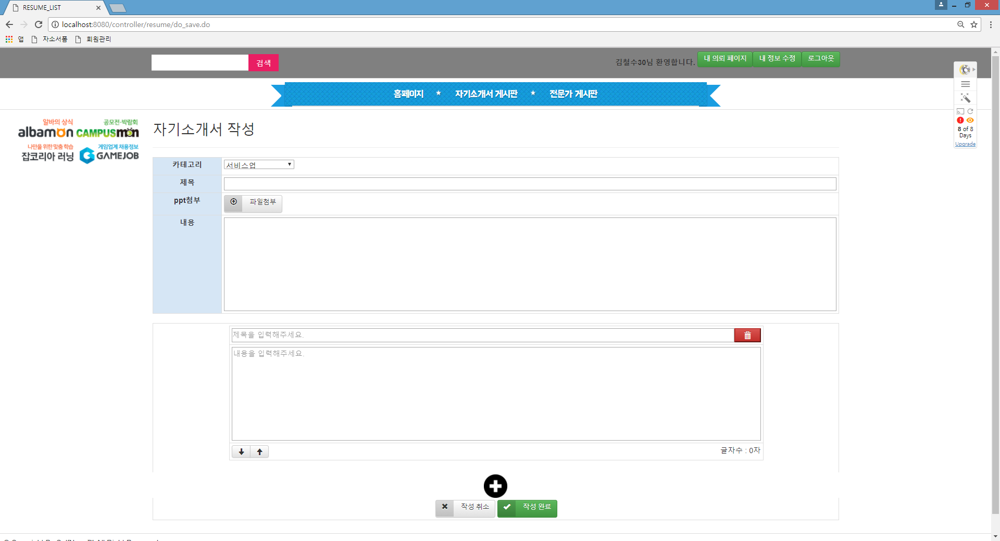 RESUME_LIST
localhost:8080/controller/resume/do_save.do
앱 자소서폼 회원관리
검색
김철수30님 환영합니다. 내 의뢰 페이지 내 정보 수정 로그아웃
홈페이지 자기소개서 게시판 전문가 게시판
알바의 상식 공모전·박람회
albamon CAMPUSmon
나만을 위한 맞춤 학습 게임업계 채용정보
잡코리아 러닝 GAMEJOB
자기소개서 작성
8 of 8
Days
Upgrade
카테고리 서비스업
제목
ppt첨부 파일첨부
내용
제목을 입력해주세요.
내용을 입력해주세요.
글자수 : 0자
작성 취소 작성 완료